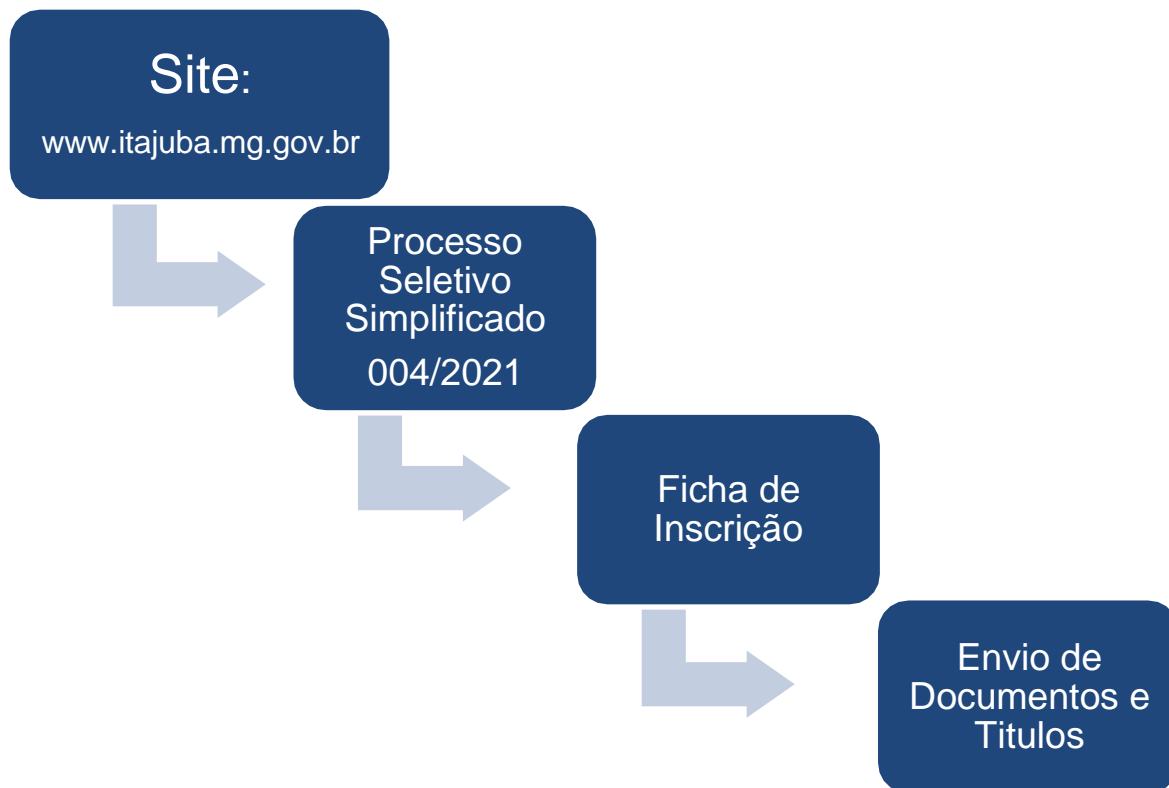 Site:
www.itajuba.mg.gov.br
Processo
Seletivo
Simplificado
004/2021
Ficha de
Inscrição
Envio de
Documentos e
Titulos